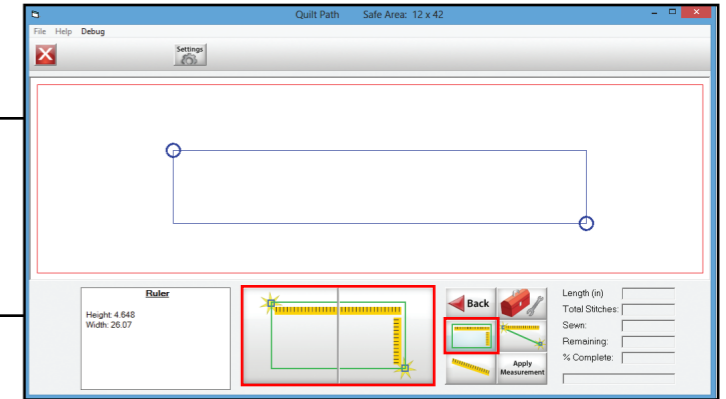 Quilt Path Safe Area: 12 x 42
File Help Debug
Settings
Ruler
Height: 4.648
Width: 26.07
Back
Apply
Measurement
Length (in)
Total Stitches:
Sewn:
Remaining:
% Complete: